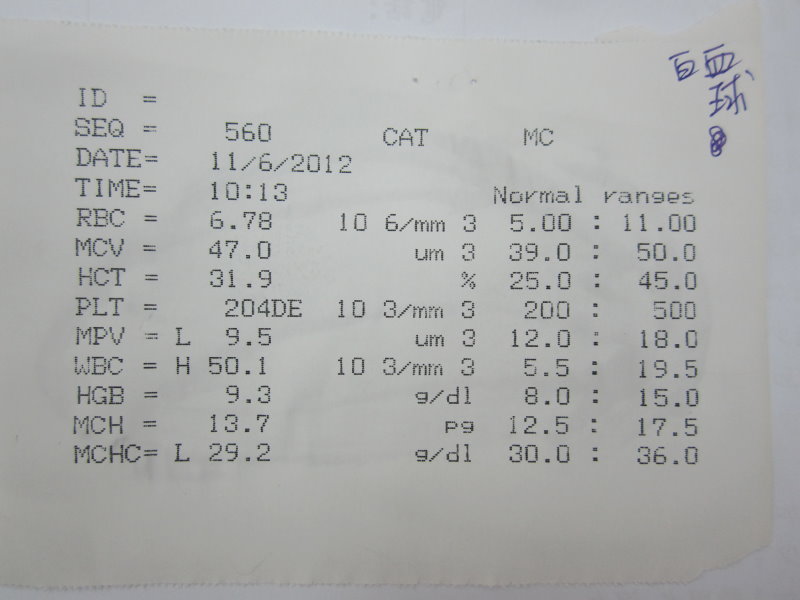 白血
球
ID =
SEQ = 560 CAT MC
DATE= 11/6/2012
TIME= 10:13 Normal ranges
RBC = 6.78 10 6/mm 3 5.00 : 11.00
MCV = 47.0 um 3 39.0 : 50.0
HCT = 31.9 % 25.0 : 45.0
PLT = 204DE 10 3/mm 3 200 : 500
MPV = L 9.5 um 3 12.0 : 18.0
WBC = H 50.1 10 3/mm 3 5.5 : 19.5
HGB = 9.3 g/dl 8.0 : 15.0
MCH = 13.7 pg 12.5 : 17.5
MCHC= L 29.2 g/dl 30.0 : 36.0